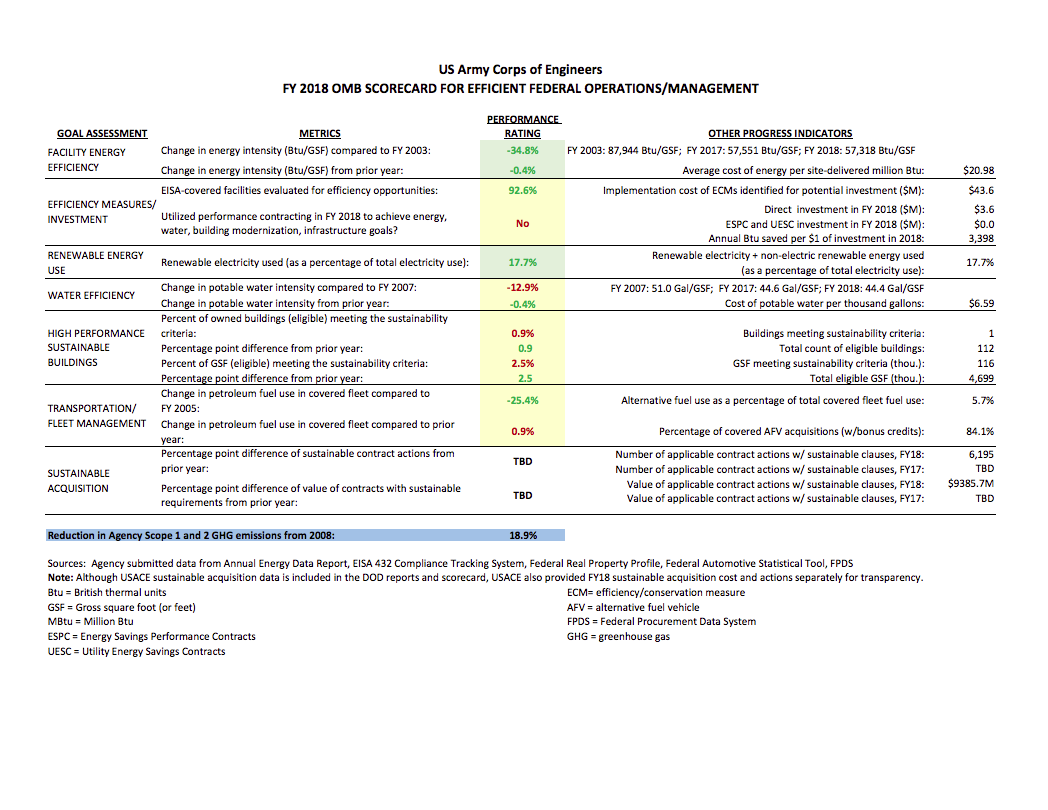 US Army Corps of Engineers
FY 2018 OMB SCORECARD FOR EFFICIENT FEDERAL OPERATIONS/MANAGEMENT
PERFORMANCE
GOAL ASSESSMENT METRICS RATING OTHER PROGRESS INDICATORS
FACILITY ENERGY
EFFICIENCY
Change in energy intensity (Btu/GSF) compared to FY 2003: -34.8% FY 2003: 87,944 Btu/GSF; FY 2017: 57,551 Btu/GSF; FY 2018: 57,318 Btu/GSF
Change in energy intensity (Btu/GSF) from prior year: -0.4% Average cost of energy per site-delivered million Btu: $20.98
EFFICIENCY MEASURES/
INVESTMENT
EISA-covered facilities evaluated for efficiency opportunities: 92.6% Implementation cost of ECMs identified for potential investment ($M): $43.6
Utilized performance contracting in FY 2018 to achieve energy,
water, building modernization, infrastructure goals? No
Direct investment in FY 2018 ($M): $3.6
ESPC and UESC investment in FY 2018 ($M): $0.0
Annual Btu saved per $1 of investment in 2018: 3,398
RENEWABLE ENERGY
USE
Renewable electricity used (as a percentage of total electricity use): 17.7%
Renewable electricity + non-electric renewable energy used
(as a percentage of total electricity use): 17.7%
WATER EFFICIENCY
Change in potable water intensity compared to FY 2007: -12.9% FY 2007: 51.0 Gal/GSF; FY 2017: 44.6 Gal/GSF; FY 2018: 44.4 Gal/GSF
Change in potable water intensity from prior year: -0.4% Cost of potable water per thousand gallons: $6.59
HIGH PERFORMANCE
SUSTAINABLE
BUILDINGS
Percent of owned buildings (eligible) meeting the sustainability
criteria: 0.9% Buildings meeting sustainability criteria: 1
Percentage point difference from prior year: 0.9 Total count of eligible buildings: 112
Percent of GSF (eligible) meeting the sustainability criteria: 2.5% GSF meeting sustainability criteria (thou.): 116
Percentage point difference from prior year: 2.5 Total eligible GSF (thou.): 4,699
TRANSPORTATION/
FLEET MANAGEMENT
Change in petroleum fuel use in covered fleet compared to
FY 2005: -25.4% Alternative fuel use as a percentage of total covered fleet fuel use: 5.7%
Change in petroleum fuel use in covered fleet compared to prior
year: 0.9% Percentage of covered AFV acquisitions (w/bonus credits): 84.1%
SUSTAINABLE
ACQUISITION
Percentage point difference of sustainable contract actions from
prior year: TBD
Number of applicable contract actions w/ sustainable clauses, FY18: 6,195
Number of applicable contract actions w/ sustainable clauses, FY17: TBD
Percentage point difference of value of contracts with sustainable
requirements from prior year: TBD
Value of applicable contract actions w/ sustainable clauses, FY18: $9385.7M
Value of applicable contract actions w/ sustainable clauses, FY17: TBD
Reduction in Agency Scope 1 and 2 GHG emissions from 2008: 18.9%
Sources: Agency submitted data from Annual Energy Data Report, EISA 432 Compliance Tracking System, Federal Real Property Profile, Federal Automotive Statistical Tool, FPDS
Note: Although USACE sustainable acquisition data is included in the DOD reports and scorecard, USACE also provided FY18 sustainable acquisition cost and actions separately for transparency.
Btu = British thermal units ECM= efficiency/conservation measure
GSF = Gross square foot (or feet) AFV = alternative fuel vehicle
MBtu = Million Btu FPDS = Federal Procurement Data System
ESPC = Energy Savings Performance Contracts GHG = greenhouse gas
UESC = Utility Energy Savings Contracts